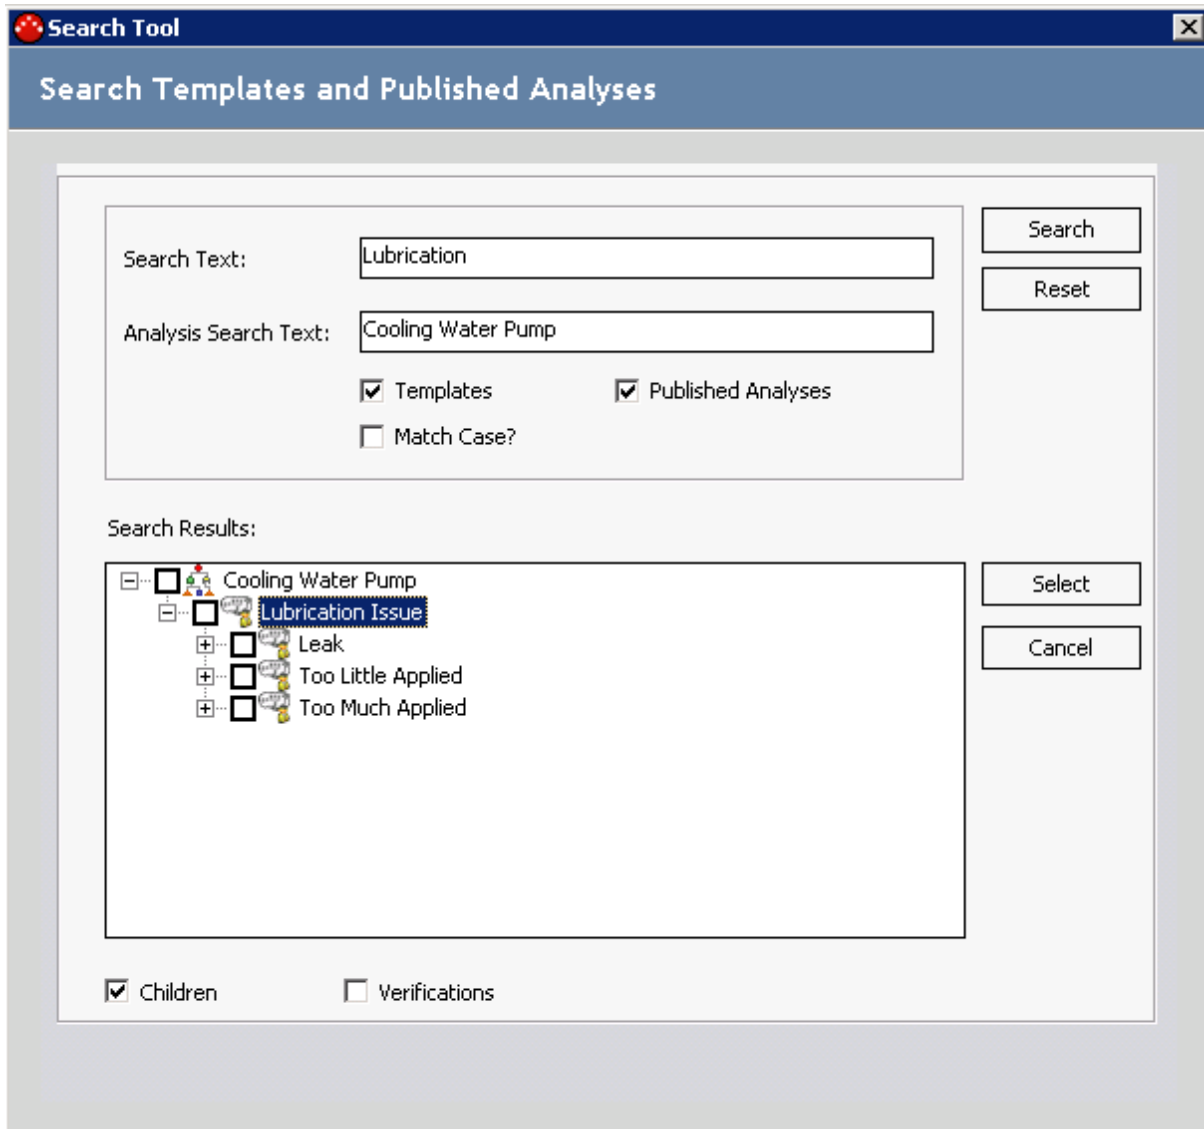 Search Tool
Search Templates and Published Analyses
Search Text: Lubrication
Search
Reset
Analysis Search Text: Cooling Water Pump
Templates Published Analyses
Match Case?
Search Results:
Cooling Water Pump
Lubrication Issue
Leak
Too Little Applied
Too Much Applied
Select
Cancel
Children Verifications